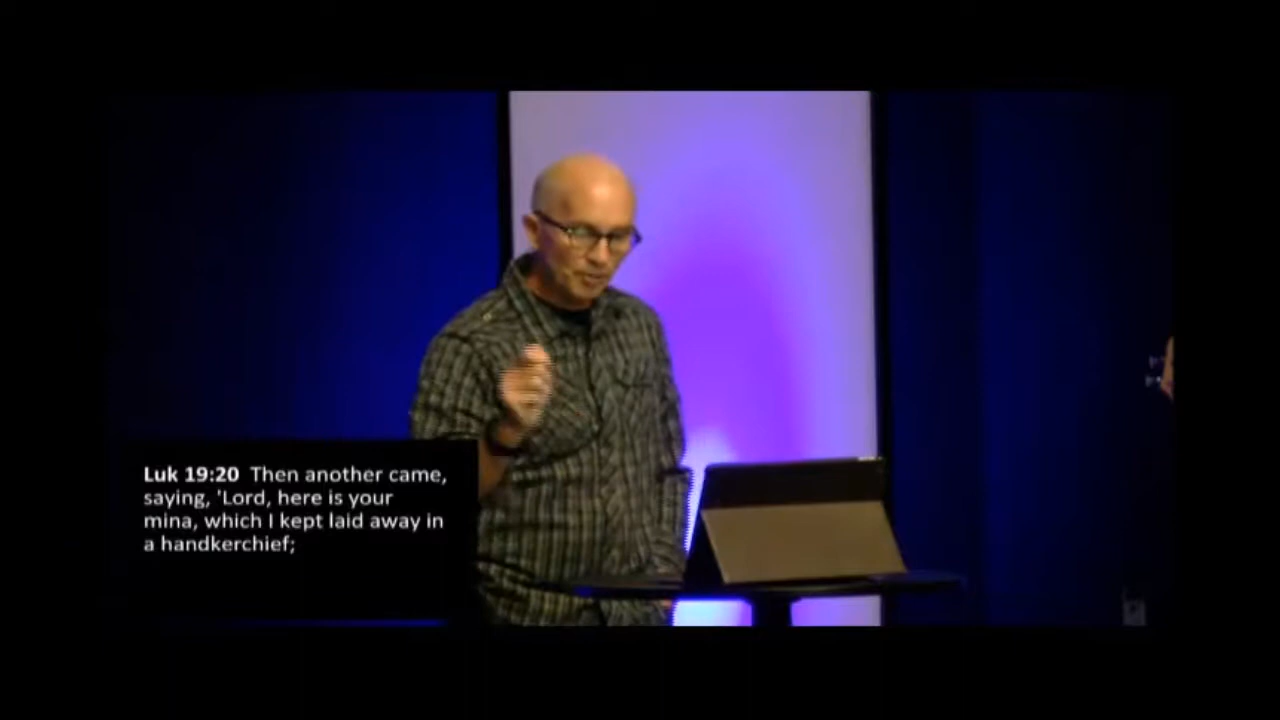 Luk 19:20  Then another came,
saying, 'Lord, here is your
mina, which I kept laid away in
a handkerchief;